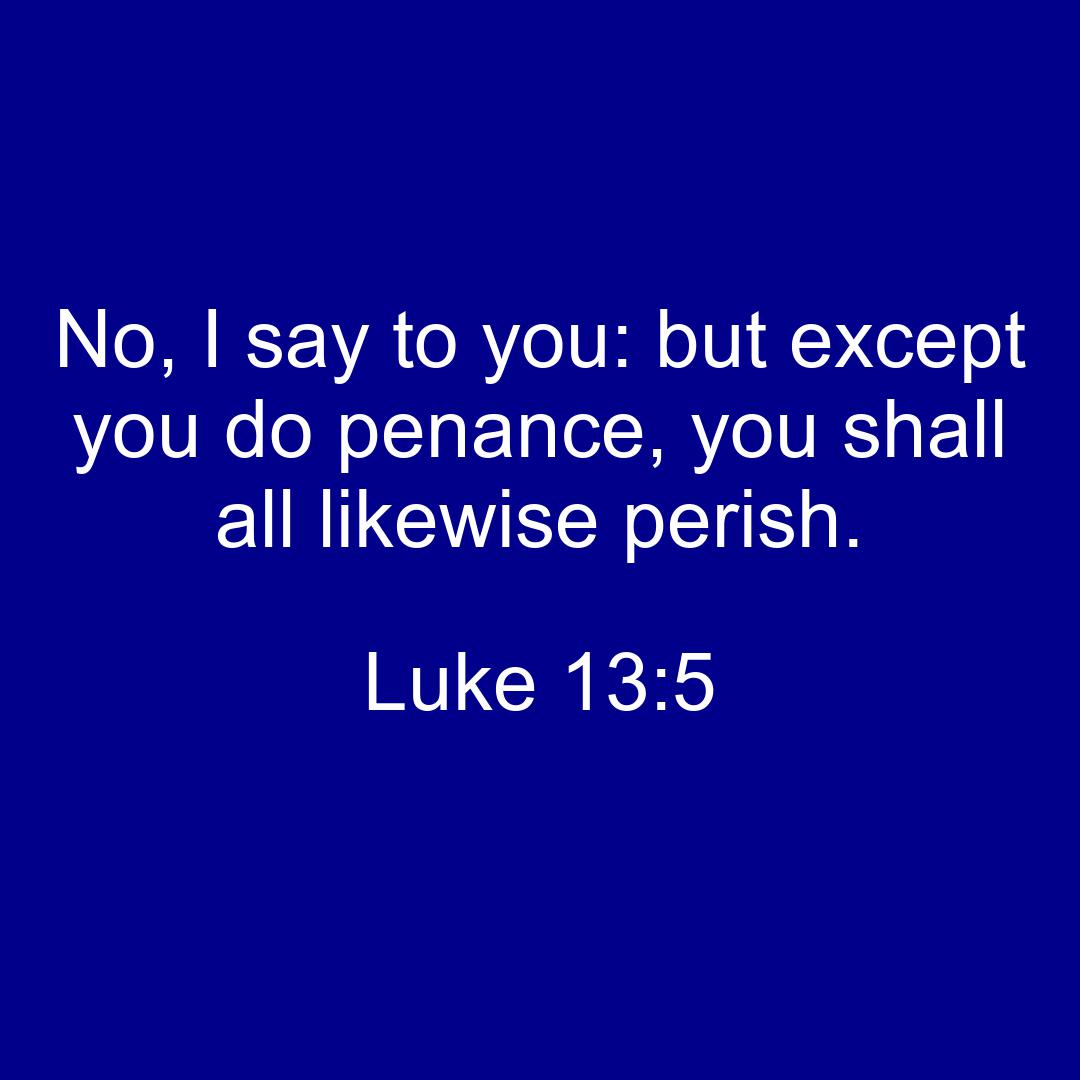 No, I say to you: but except
you do penance, you shall
all likewise perish.
Luke 13:5